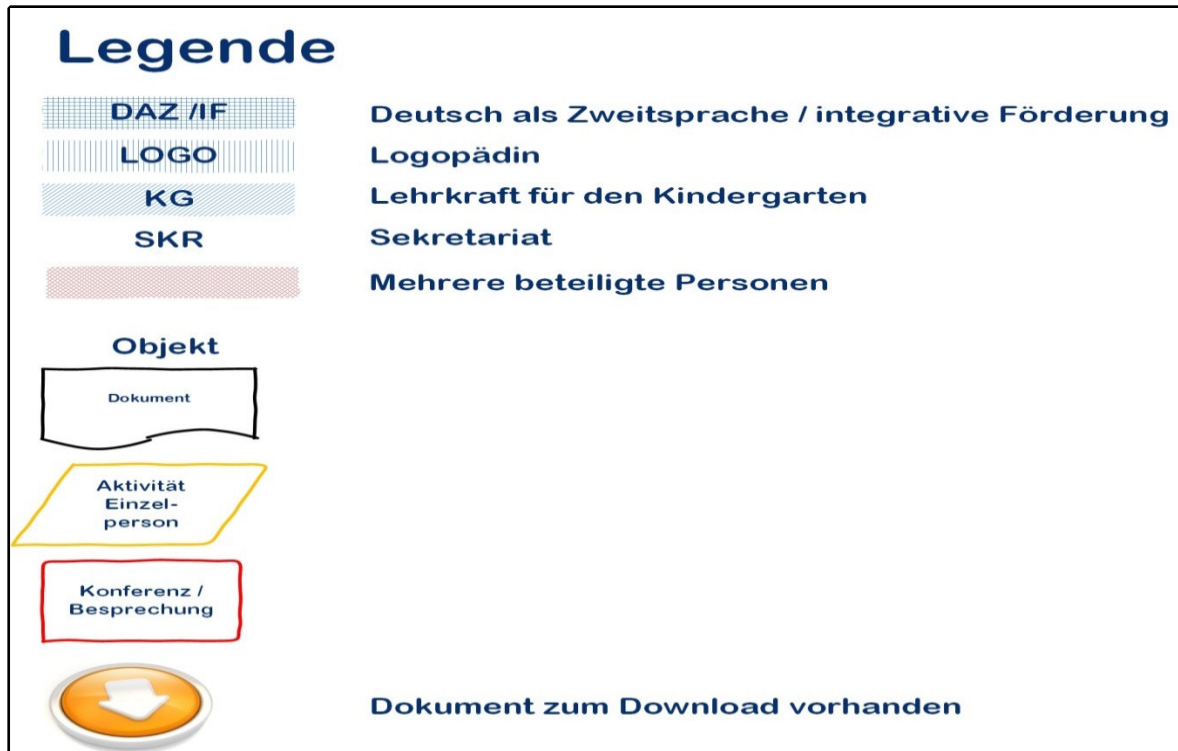 Legende
DAZ /IF Deutsch als Zweitsprache / integrative Förderung
LOGO Logopädin
KG Lehrkraft für den Kindergarten
SKR Sekretariat
Mehrere beteiligte Personen
Objekt
Dokument
Aktivität
Einzel-
person
Konferenz /
Besprechung
Dokument zum Download vorhanden